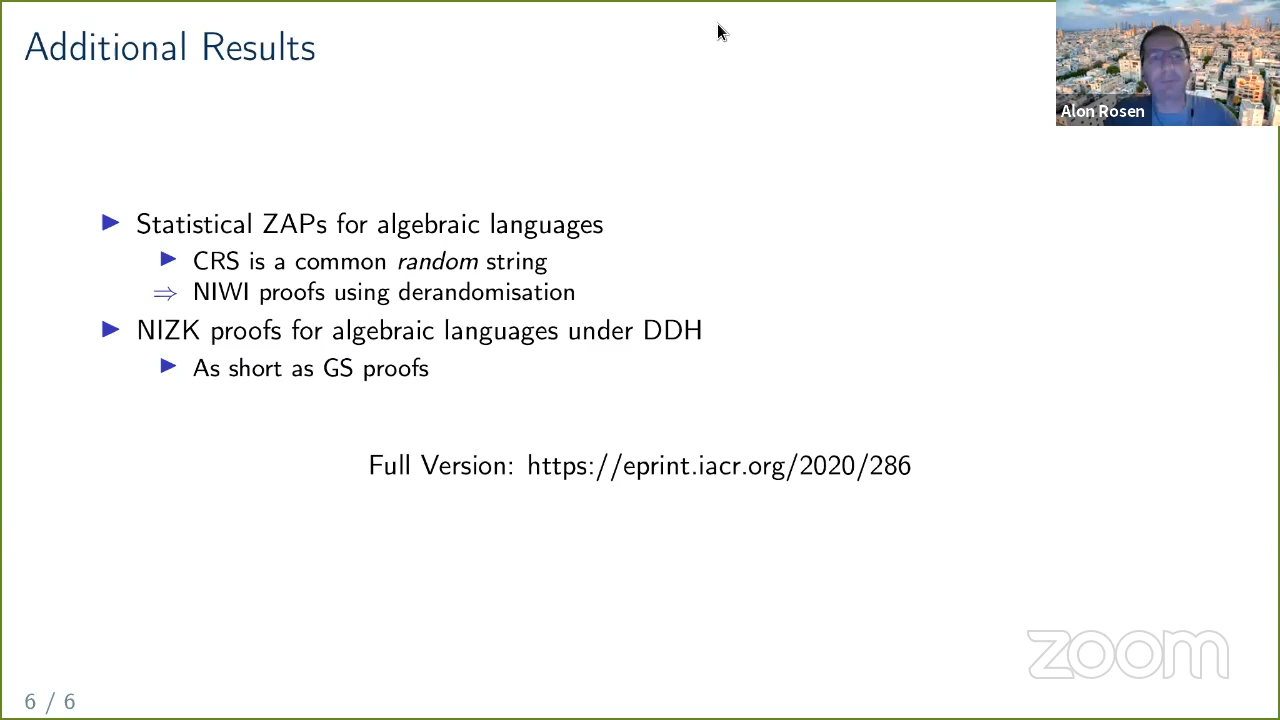 Additional Results
Alon Rosen
▶ Statistical ZAPs for algebraic languages
▶ CRS is a common random string
⇒ NIWI proofs using derandomisation
▶ NIZK proofs for algebraic languages under DDH
▶ As short as GS proofs
Full Version: https://eprint.iacr.org/2020/286
zoom
6 / 6